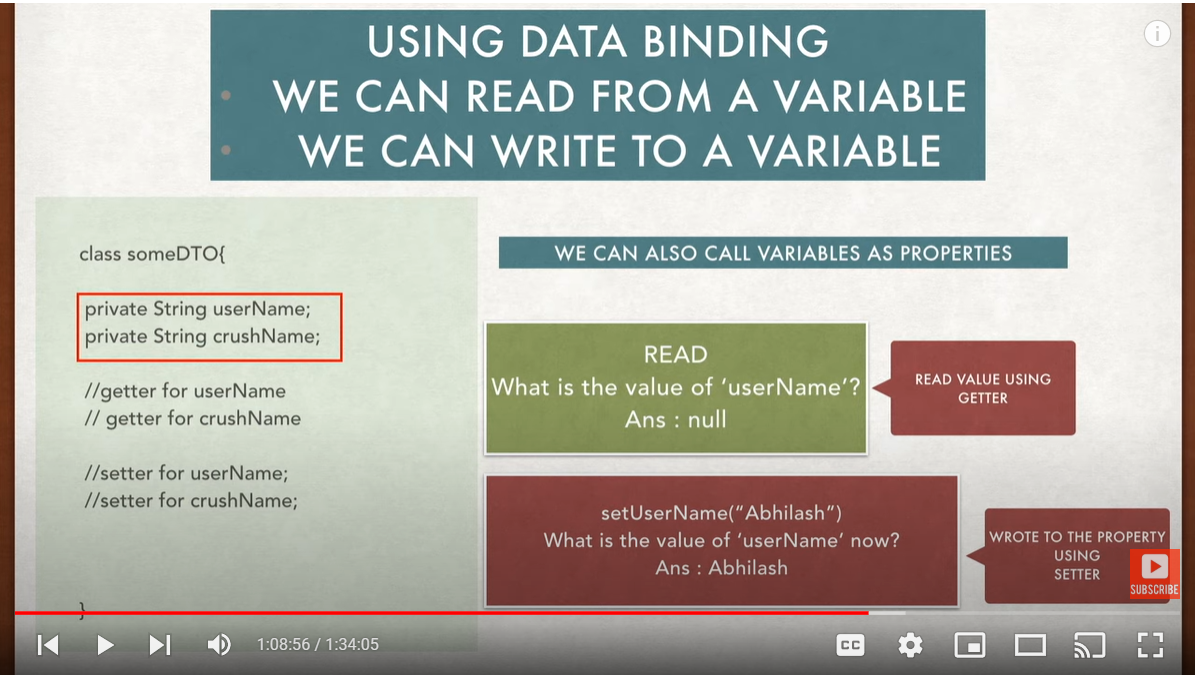 USING DATA BINDING
WE CAN READ FROM A VARIABLE
WE CAN WRITE TO A VARIABLE
class someDTO{
private String userName;
private String crushName;
//getter for userName
// getter for crushName
//setter for userName;
//setter for crushName;
}
WE CAN ALSO CALL VARIABLES AS PROPERTIES
READ
What is the value of ‘userName’?
Ans : null
READ VALUE USING
GETTER
setUserName(“Abhilash”)
What is the value of ‘userName’ now?
Ans : Abhilash
WROTE TO THE PROPERTY
USING
SETTER
SUBSCRIBE
1:08:56 / 1:34:05
CC